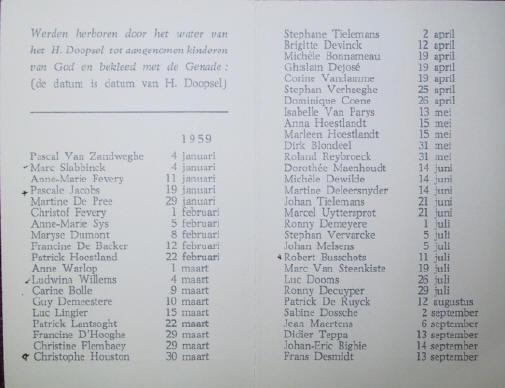 Werden herboren door het water van
het H. Doopsel tot aangenomen kinderen
van God en bekleed met de Genade:
(de datum is datum van H. Doopsel)
1959
Pascal Van Zandweghe 4 januari
Marc Slabbinck 4 januari
Anne-Marie Fevery 11 januari
Pascale Jacobs 19 januari
Martine De Pree 29 januari
Christof Fevery 1 februari
Anne-Marie Sys 5 februari
Maryse Dumont 8 februari
Francine De Backer 12 februari
Patrick Hoestland 22 februari
Anne Warlop 1 maart
Ludwina Willems 4 maart
Carine Bolle 9 maart
Guy Demeestere 10 maart
Luc Lingier 15 maart
Patrick Lantsoght 22 maart
Francine D'Hooghe 29 maart
Christine Flembaey 29 maart
Christophe Houston 30 maart
Stephane Tielemans 2 april
Brigitte Devinck 12 april
Michèle Bonnameau 19 april
Ghislain Dejosé 19 april
Corine Vandamme 19 april
Stephan Verhaeghe 25 april
Dominique Coene 26 april
Isabelle Van Parys 13 mei
Anna Hoestlandt 15 mei
Marleen Hoestlandt 15 mei
Dirk Blondeel 31 mei
Roland Reybroeck 31 mei
Dorothée Maenhoudt 14 juni
Michèle Dewilde 14 juni
Martine Deleersnyder 14 juni
Johan Tielemans 21 juni
Marcel Uyttersprot 21 juni
Ronny Demeyere 1 juli
Stephan Vervarcke 5 juli
Johan Melsens 5 juli
Robert Busschots 11 juli
Marc Van Steenkiste 19 juli
Luc Dooms 25 juli
Ronny Decuyper 29 juli
Patrick De Ruyck 12 augustus
Sabine Dossche 2 september
Jean Maertens 6 september
Didier Teppa 13 september
Johan-Eric Bighie 14 september
Frans Desmidt 13 september